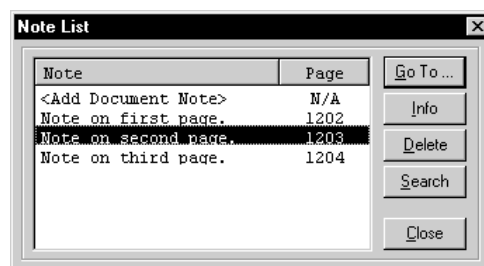 Note List
Note Page
<Add Document Note> N/A
Note on first page. 1202
Note on second page. 1203
Note on third page. 1204
Go To ...
Info
Delete
Search
Close